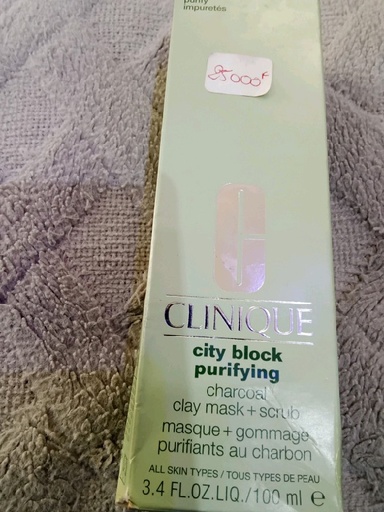 purify
impuretés
25000F
CLINIQUE
city block
purifying
charcoal
clay mask + scrub
masque + gommage
purifiants au charbon
ALL SKIN TYPES / TOUS TYPES DE PEAU
3.4 FL.OZ.LIQ./100 ml ℮